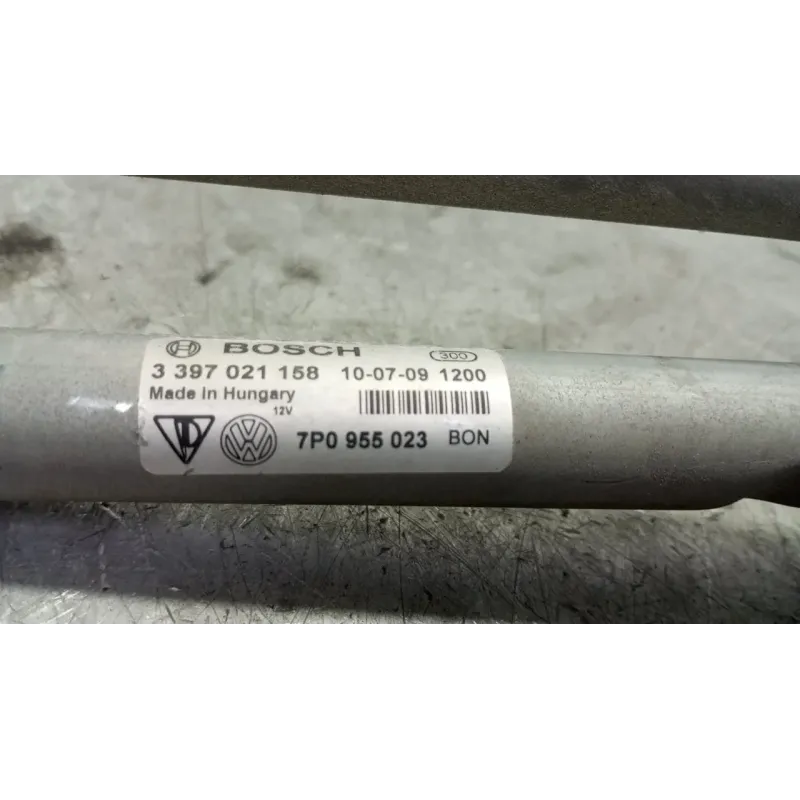 BOSCH 300
3 397 021 158 10-07-09 1200
Made In Hungary
12V
7P0 955 023 BON